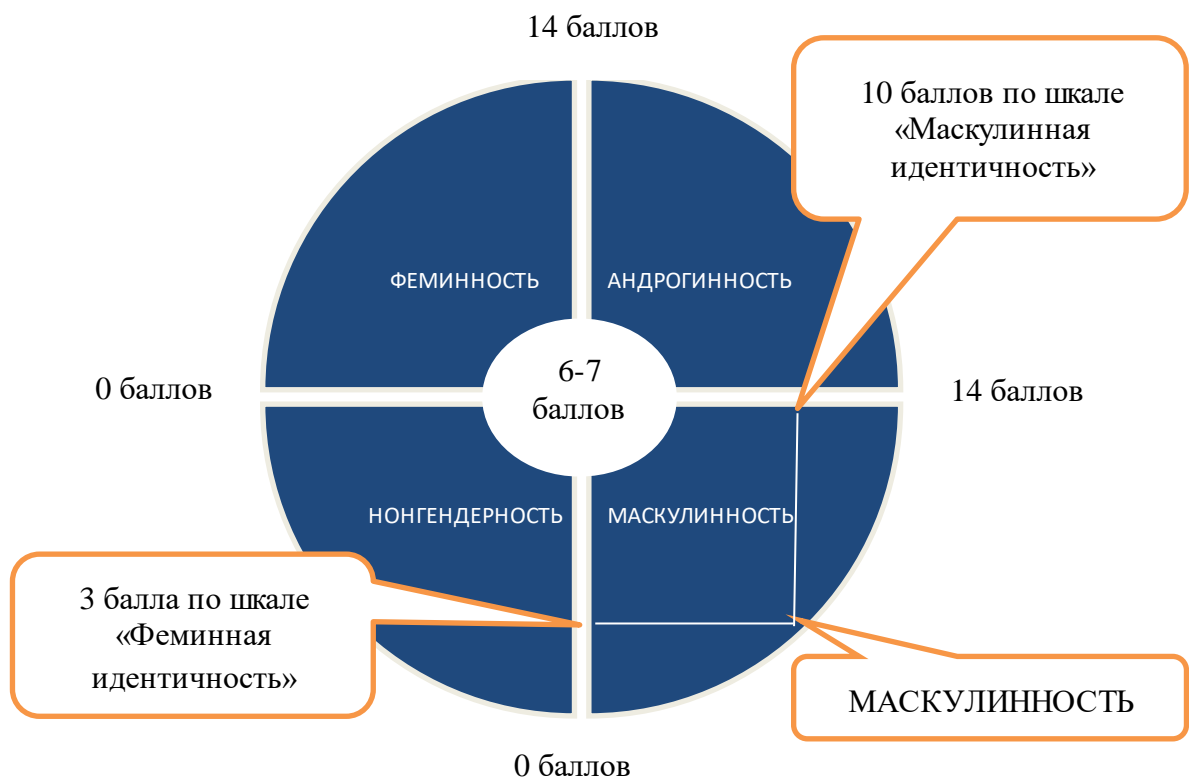 14 баллов
10 баллов по шкале
«Маскулинная
идентичность»
ФЕМИННОСТЬ
АНДРОГИННОСТЬ
0 баллов
6-7
баллов
14 баллов
НОНГЕНДЕРНОСТЬ
МАСКУЛИННОСТЬ
3 балла по шкале
«Феминная
идентичность»
МАСКУЛИННОСТЬ
0 баллов